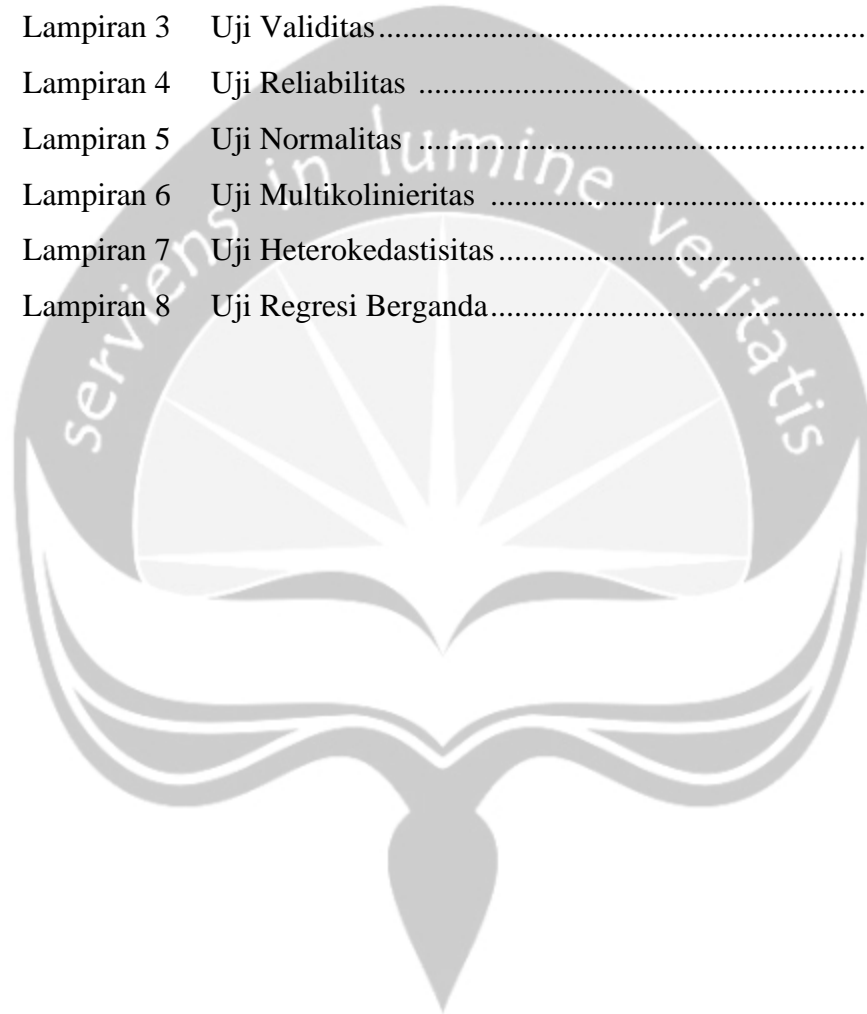 Lampiran 3 Uji Validitas..........................................................
Lampiran 4 Uji Reliabilitas .....................................................
Lampiran 5 Uji Normalitas .....................................................
Lampiran 6 Uji Multikolinieritas .............................................
Lampiran 7 Uji Heterokedastisitas............................................
Lampiran 8 Uji Regresi Berganda.............................................
serviens in lumine veritatis